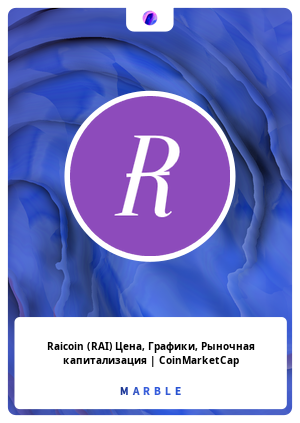 R
Raicoin (RAI) Цена, Графики, Рыночная
капитализация | CoinMarketCap
MARBLE